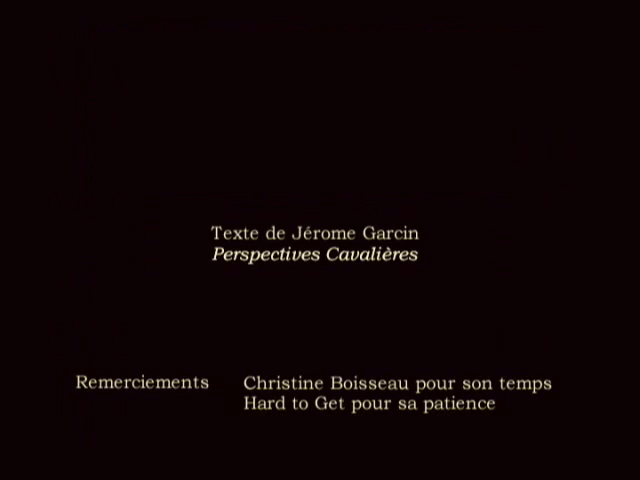 Texte de Jérome Garcin
Perspectives Cavalières
Remerciements
Christine Boisseau pour son temps
Hard to Get pour sa patience